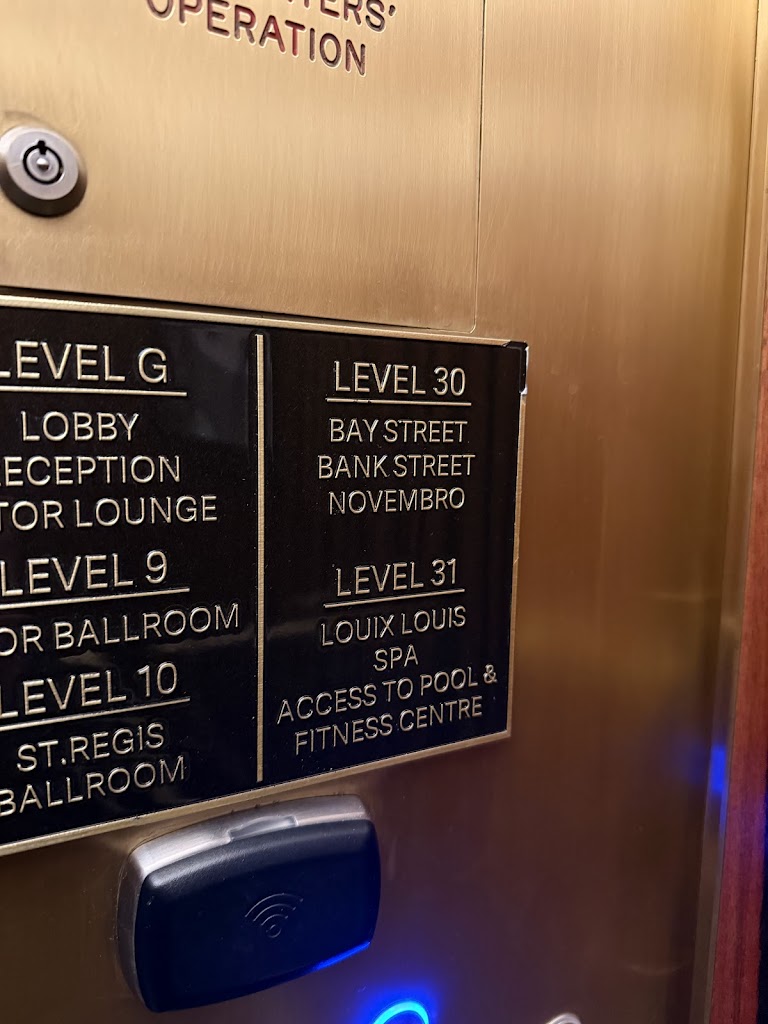 OPERATION
LEVEL G
LOBBY
LOUNGE
LEVEL 9
BALLROOM
LEVEL 10
ST.REGIS
BALLROOM
LEVEL 30
BAY STREET
BANK STREET
NOVEMBRO
LEVEL 31
LOUIX LOUIS
SPA
ACCESS TO POOL &
FITNESS CENTRE